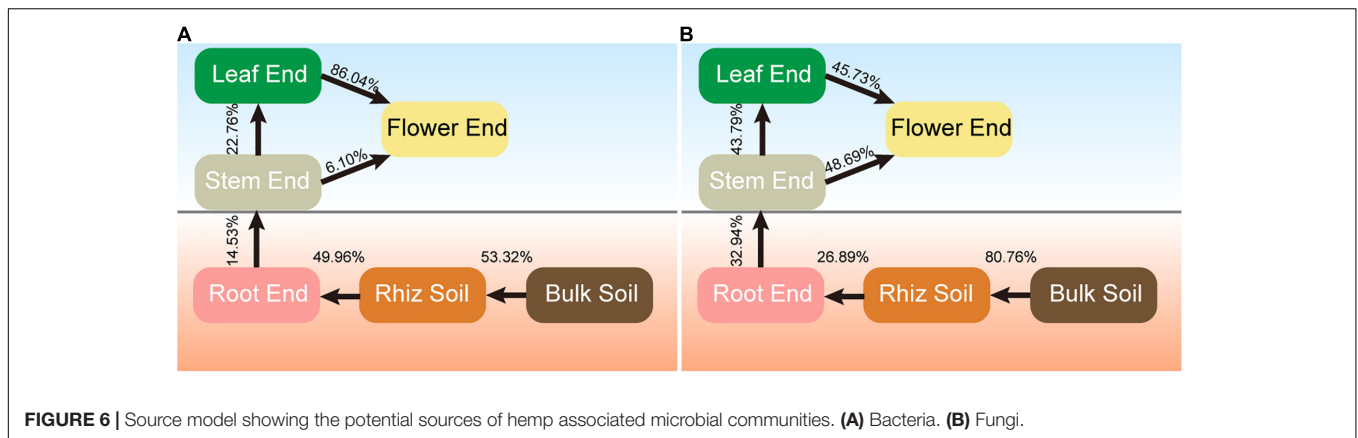 A
Leaf End
86.04%
Flower End
22.76%
6.10%
Stem End
14.53%
49.96%
53.32%
Root End
Rhiz Soil
Bulk Soil
B
Leaf End
45.73%
Flower End
43.79%
48.69%
Stem End
32.94%
26.89%
80.76%
Root End
Rhiz Soil
Bulk Soil
FIGURE 6 | Source model showing the potential sources of hemp associated microbial communities. (A) Bacteria. (B) Fungi.